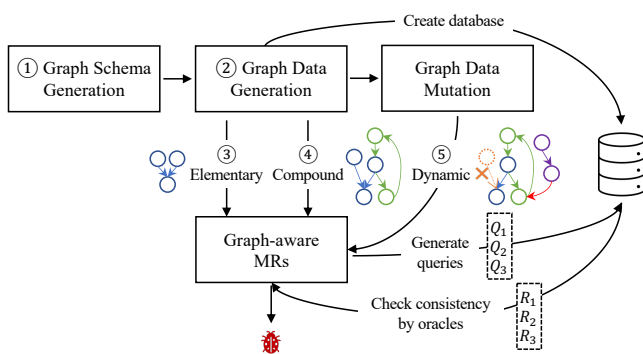 Create database
① Graph Schema
Generation
② Graph Data
Generation
Graph Data
Mutation
③
Elementary
④
Compound
⑤
Dynamic
Graph-aware
MRs
Generate
queries
Q1
Q2
Q3
Check consistency
by oracles
R1
R2
R3